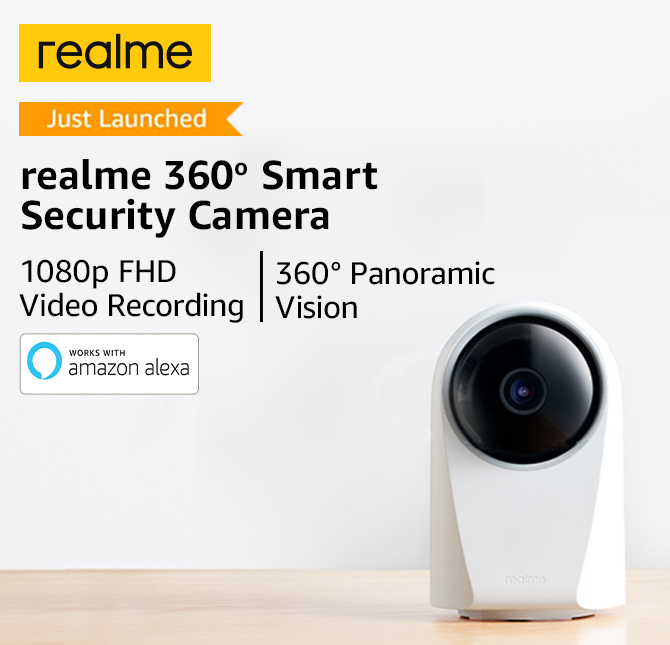 realme
Just Launched
realme 360º Smart
Security Camera
1080p FHD
Video Recording
360° Panoramic
Vision
WORKS WITH
amazon alexa
realme